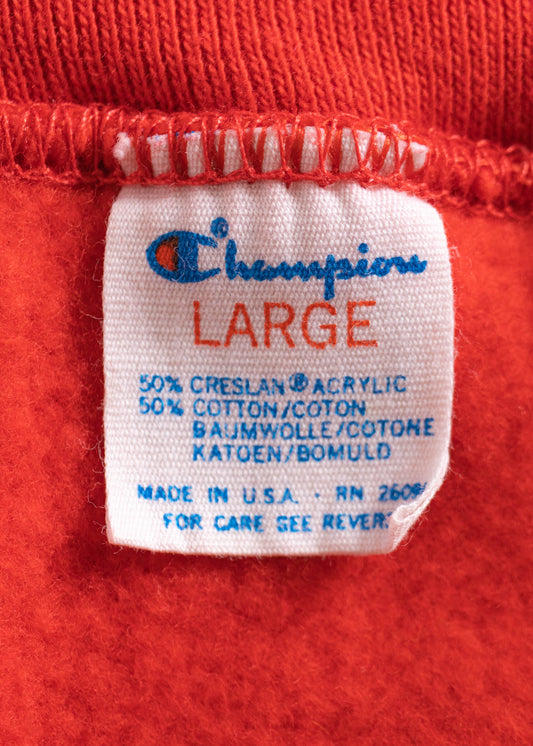 Champion®
LARGE
50% CRESLAN® ACRYLIC
50% COTTON/COTON
BAUMWOLLE/COTONE
KATOEN/BOMULD
MADE IN U.S.A. • RN
FOR CARE SEE